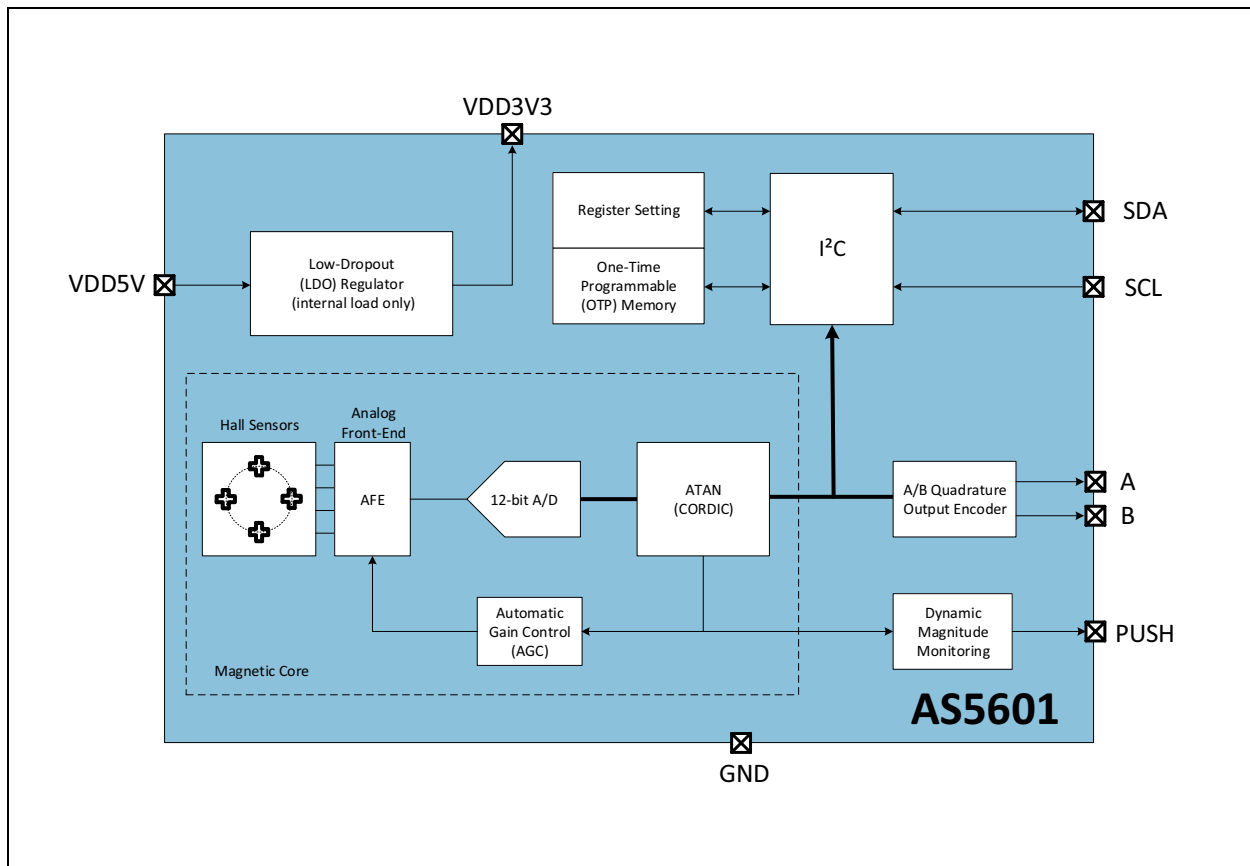 VDD3V3
Register Setting
I²C
SDA
Low-Dropout
(LDO) Regulator
(internal load only)
VDD5V
One-Time
Programmable
(OTP) Memory
SCL
Hall Sensors
Analog
Front-End
AFE
12-bit A/D
ATAN
(CORDIC)
A/B Quadrature
Output Encoder
A
B
Automatic
Gain Control
(AGC)
Dynamic
Magnitude
Monitoring
PUSH
Magnetic Core
AS5601
GND